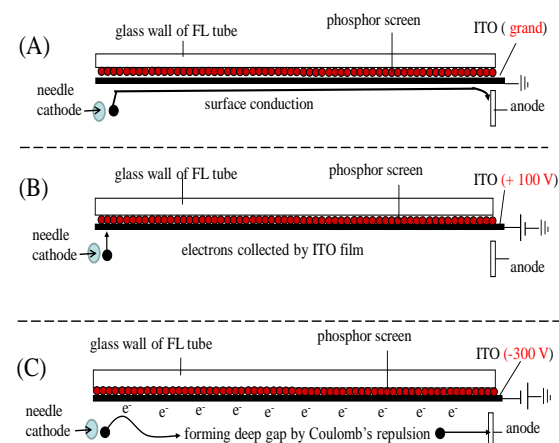 (A)
glass wall of FL tube
phosphor screen
ITO ( grand)
needle
cathode
surface conduction
anode
(B)
glass wall of FL tube
phosphor screen
ITO (+ 100 V)
needle
cathode
electrons collected by ITO film
anode
(C)
glass wall of FL tube
phosphor screen
ITO (-300 V)
e⁻ e⁻ e⁻ e⁻ e⁻ e⁻ e⁻ e⁻ e⁻
needle
cathode
forming deep gap by Coulomb's repulsion
anode